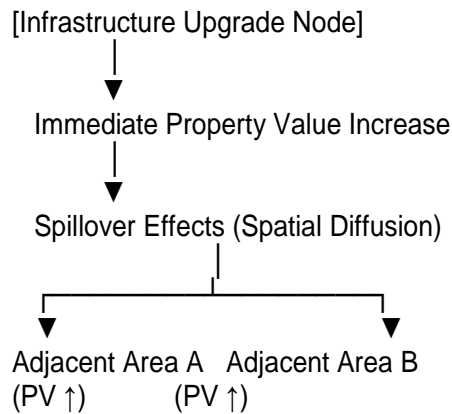 [Infrastructure Upgrade Node]
Immediate Property Value Increase
Spillover Effects (Spatial Diffusion)
Adjacent Area A Adjacent Area B
(PV ↑) (PV ↑)